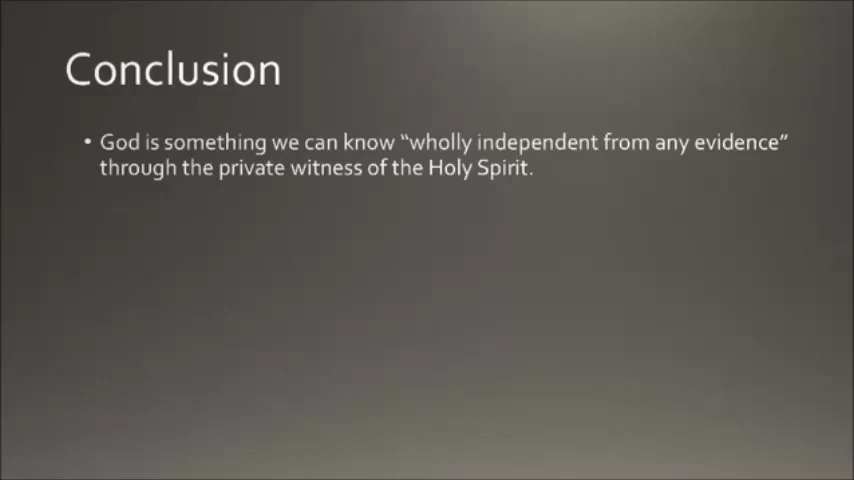 Conclusion
• God is something we can know “wholly independent from any evidence”
through the private witness of the Holy Spirit.